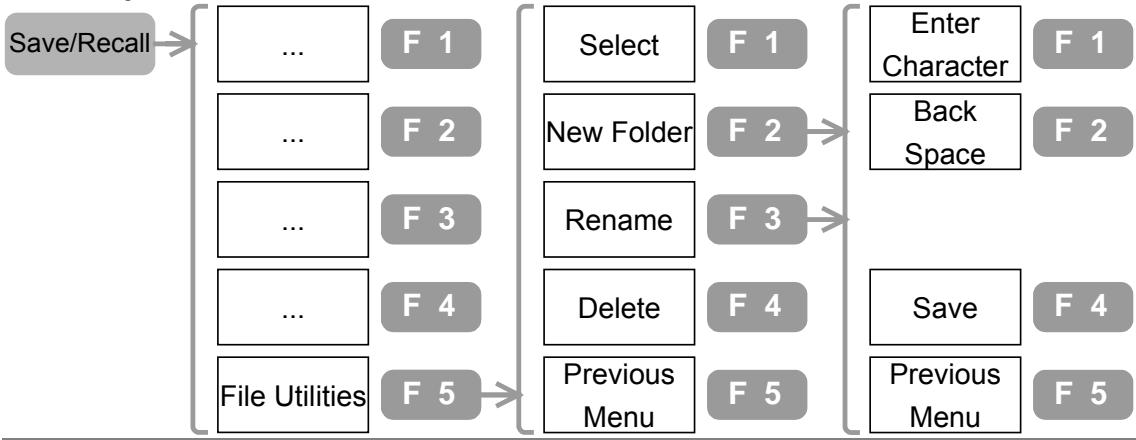 Save/Recall
...
F 1
...
F 2
...
F 3
...
F 4
File Utilities
F 5
Select
F 1
New Folder
F 2
Rename
F 3
Delete
F 4
Previous
Menu
F 5
Enter
Character
F 1
Back
Space
F 2
Save
F 4
Previous
Menu
F 5